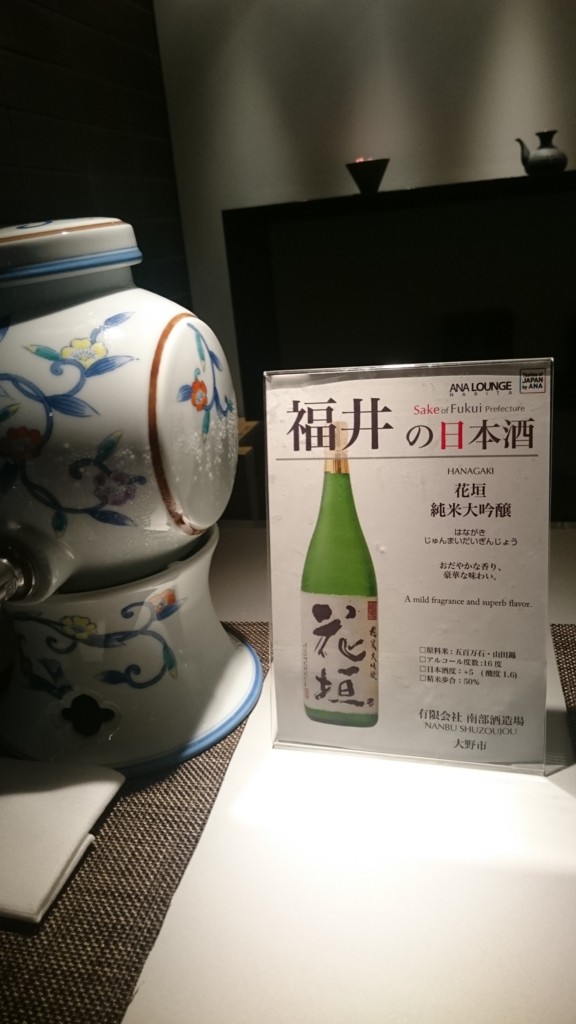 ANA LOUNGE
NARITA
Tastes of
JAPAN
by ANA
Sake of Fukui Prefecture
福井の日本酒
HANAGAKI
花垣
純米大吟醸
はながき
じゅんまいだいぎんじょう
おだやかな香り、
豪華な味わい。
A mild fragrance and superb flavor.
□原料米：五百万石・山田錦
□アルコール度数：16度
□日本酒度：+5 （酸度 1.6）
□精米歩合：50%
有限会社 南部酒造場
NANBU SHUZOUJOU
大野市
花垣